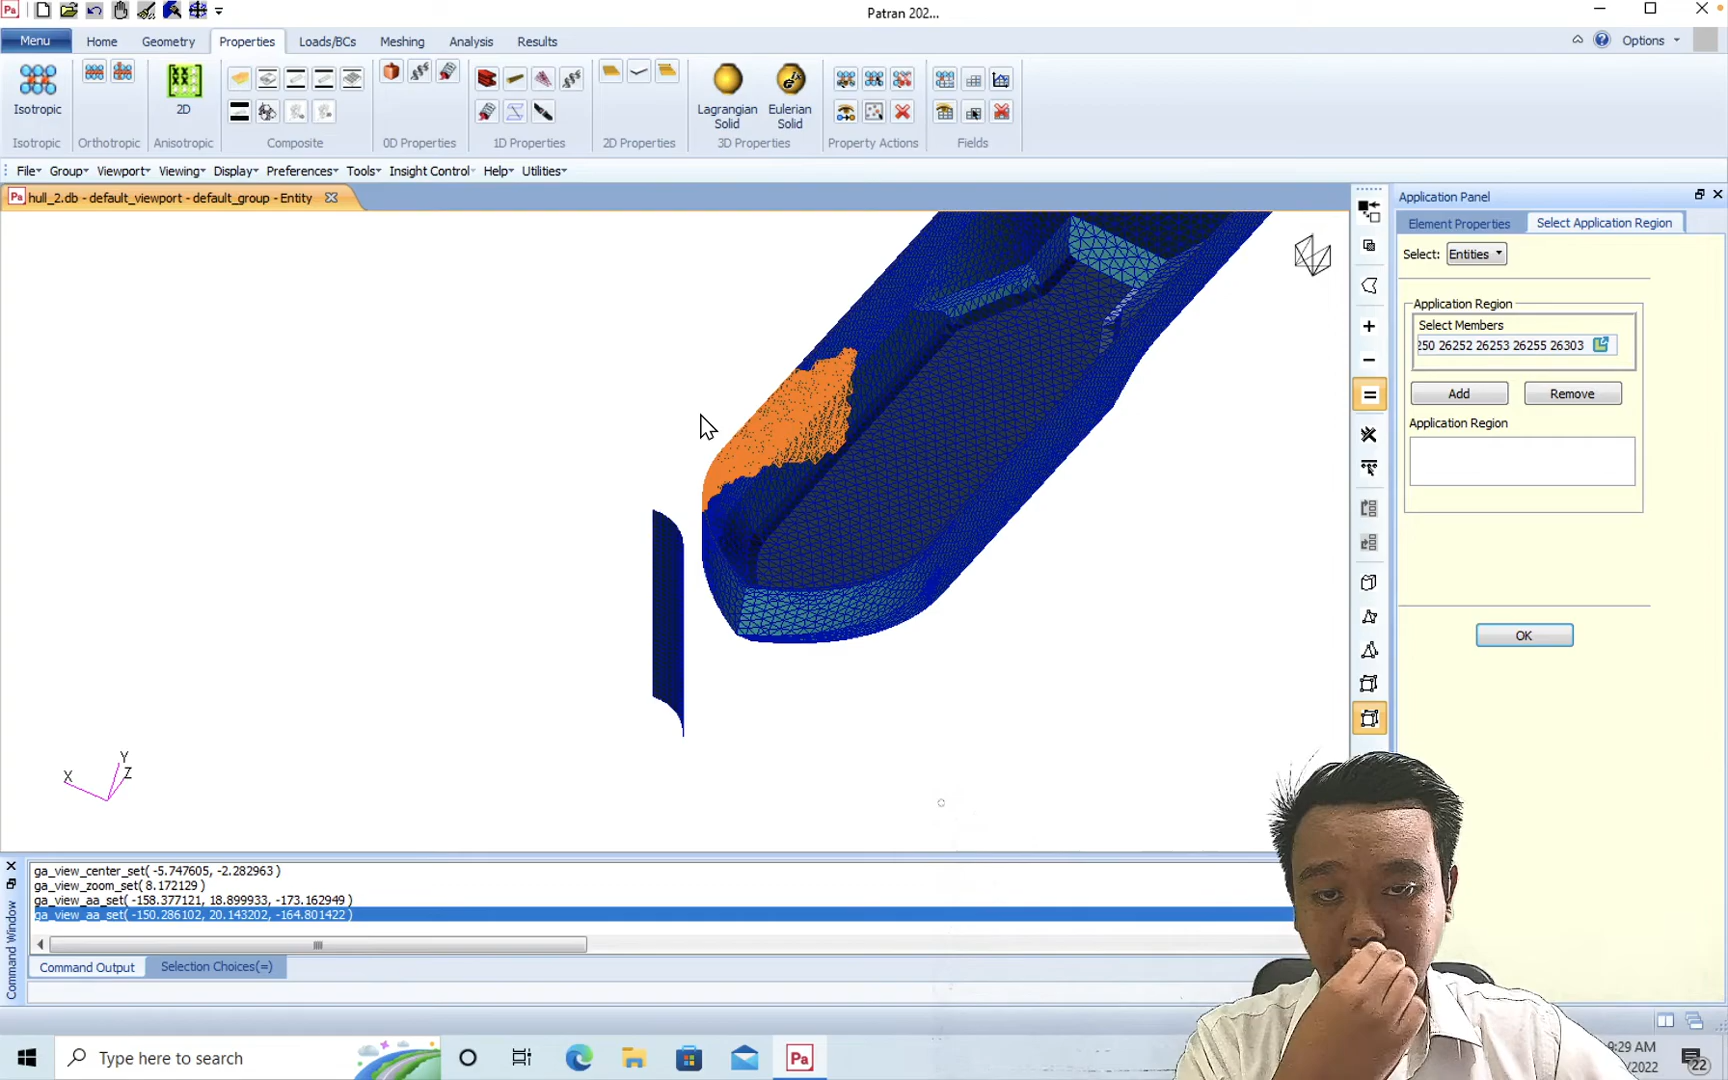 Pa
Patran 202...
Menu Home Geometry Properties Loads/BCs Meshing Analysis Results
Options
Isotropic
2D
Lagrangian Solid
Eulerian Solid
Isotropic Orthotropic Anisotropic Composite 0D Properties 1D Properties 2D Properties 3D Properties Property Actions Fields
File Group Viewport Viewing Display Preferences Tools Insight Control Help Utilities
Pa hull_2.db - default_viewport - default_group - Entity
Application Panel
Element Properties Select Application Region
Select: Entities
Application Region
Select Members
250 26252 26253 26255 26303
Add Remove
Application Region
OK
Y
X Z
ga_view_center_set( -5.747605, -2.282963 )
ga_view_zoom_set( 8.172129 )
ga_view_aa_set( -158.377121, 18.899933, -173.162949 )
ga_view_aa_set( -150.286102, 20.143202, -164.801422 )
Command Window
Command Output Selection Choices(=)
Type here to search
Pa
9:29 AM
/2022
22